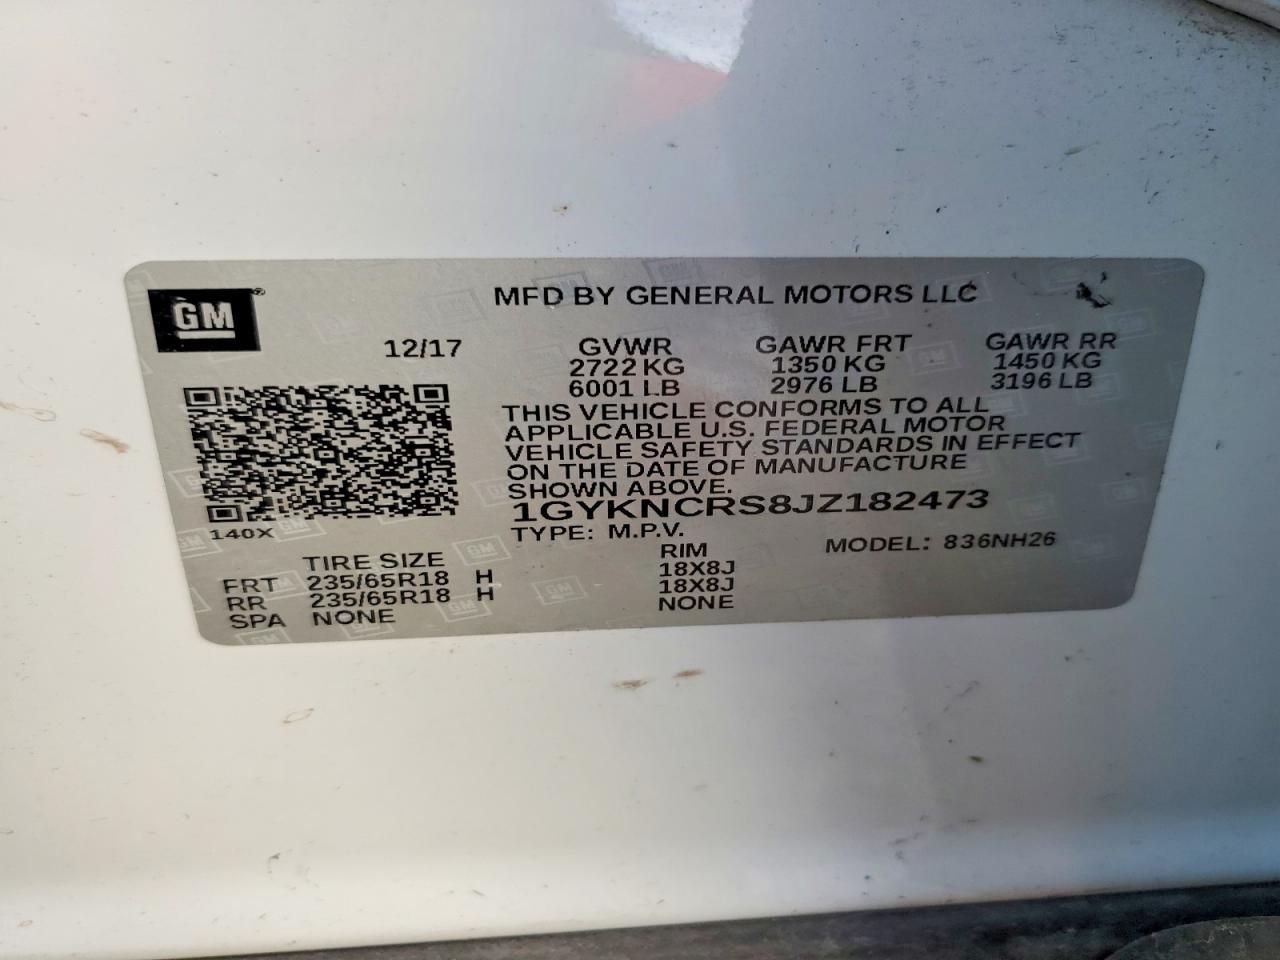 GM®
MFD BY GENERAL MOTORS LLC
12/17 GVWR GAWR FRT GAWR RR
2722 KG 1350 KG 1450 KG
6001 LB 2976 LB 3196 LB
THIS VEHICLE CONFORMS TO ALL
APPLICABLE U.S. FEDERAL MOTOR
VEHICLE SAFETY STANDARDS IN EFFECT
ON THE DATE OF MANUFACTURE
SHOWN ABOVE.
1GYKNCRS8JZ182473
140X
TYPE: M.P.V. MODEL: 836NH26
TIRE SIZE RIM
FRT 235/65R18 H 18X8J
RR 235/65R18 H 18X8J
SPA NONE NONE